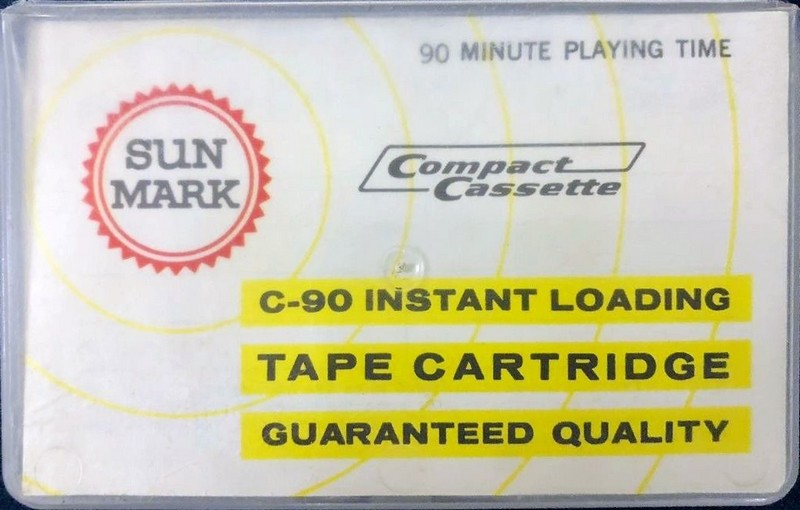 90 MINUTE PLAYING TIME
SUN
MARK
Compact
Cassette
C-90 INSTANT LOADING
TAPE CARTRIDGE
GUARANTEED QUALITY